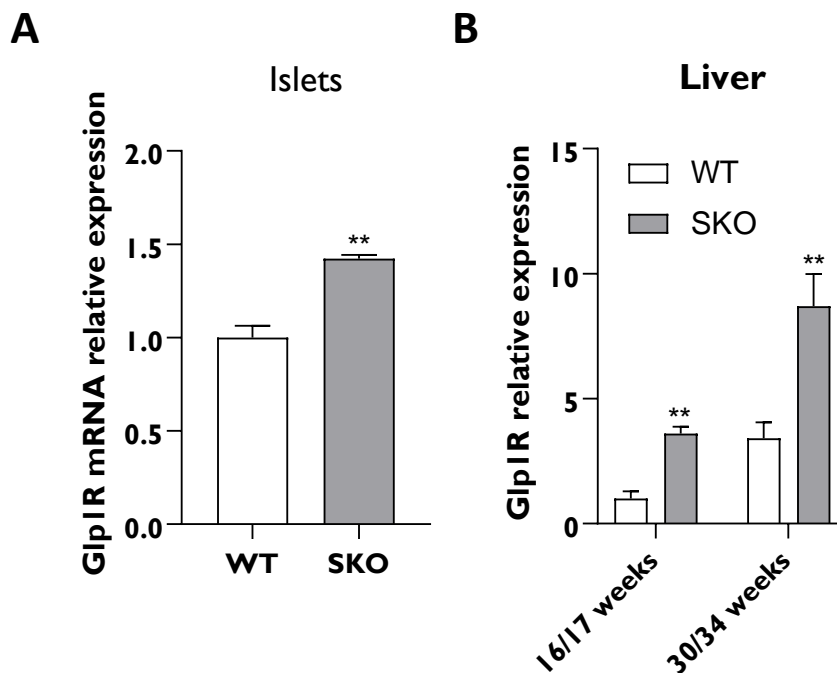 A
Islets
Glp1R mRNA relative expression
2.0
1.5
1.0
0.5
0.0
**
WT
SKO
B
Liver
Glp1R relative expression
15
10
5
0
WT
SKO
**
**
16/17 weeks
30/34 weeks